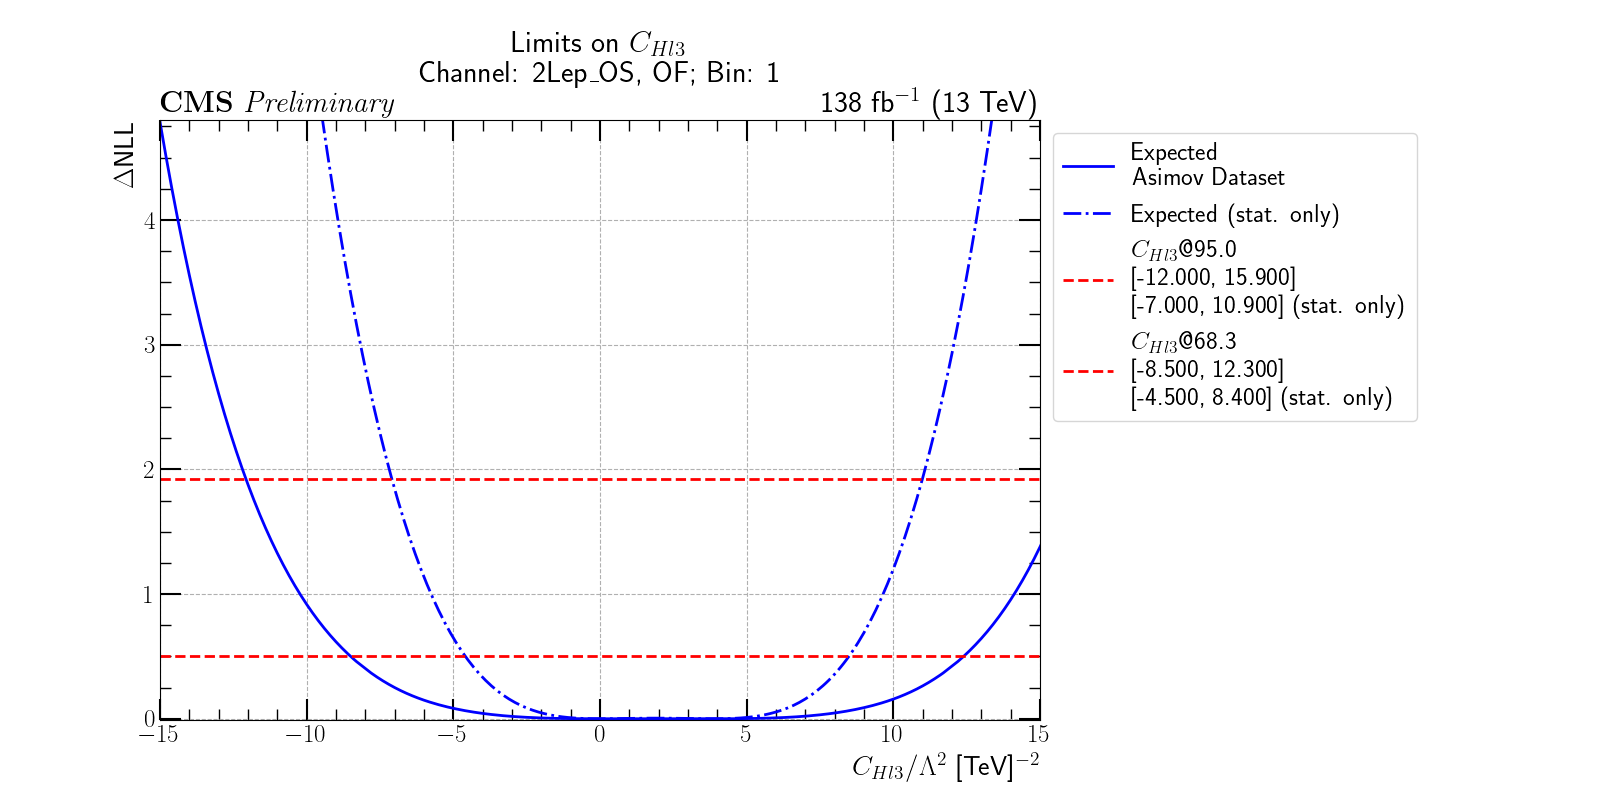 Limits on C_{Hl3}
Channel: 2Lep_OS, OF; Bin: 1
CMS Preliminary
138 fb⁻¹ (13 TeV)
ΔNLL
4
3
2
1
0
−15
−10
−5
0
5
10
15
C_{Hl3}/Λ² [TeV]⁻²
Expected
Asimov Dataset
Expected (stat. only)
C_{Hl3}@95.0
[-12.000, 15.900]
[-7.000, 10.900] (stat. only)
C_{Hl3}@68.3
[-8.500, 12.300]
[-4.500, 8.400] (stat. only)